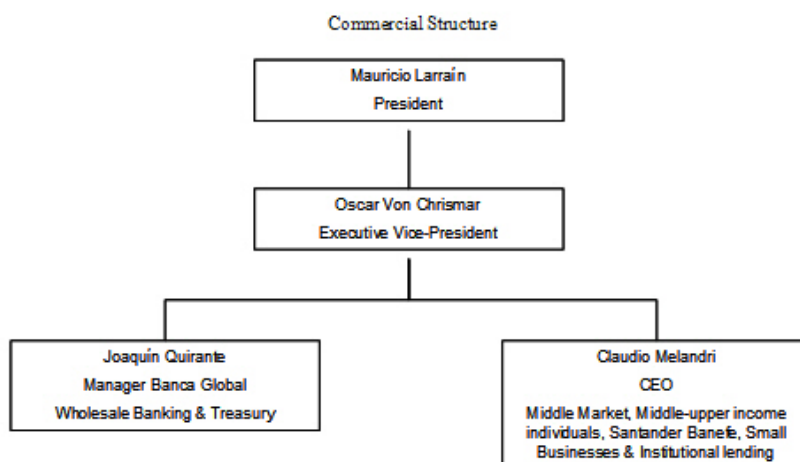 Commercial Structure
Mauricio Larraín
President
Oscar Von Chrismar
Executive Vice-President
Joaquín Quirante
Manager Banca Global
Wholesale Banking & Treasury
Claudio Melandri
CEO
Middle Market, Middle-upper income
individuals, Santander Banefe, Small
Businesses & Institutional lending